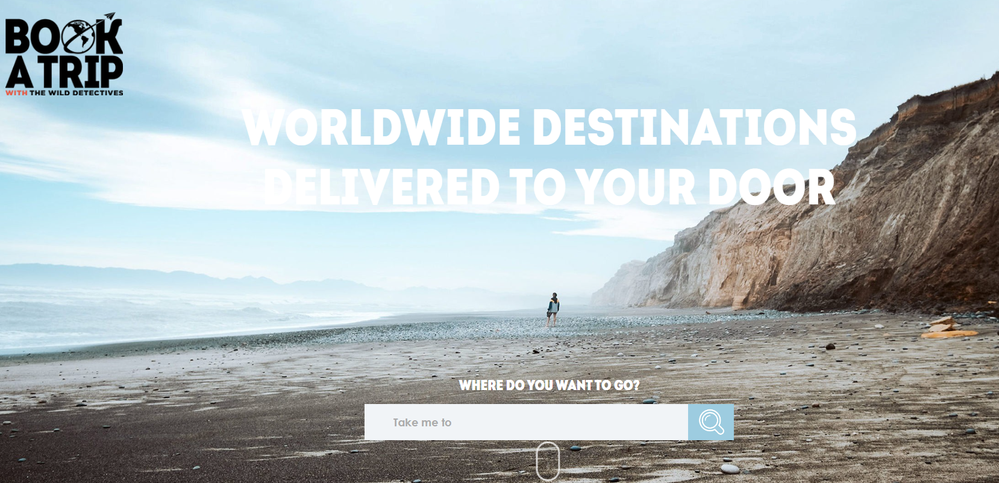 BOOK
A TRIP
WITH THE WILD DETECTIVES
WORLDWIDE DESTINATIONS
DELIVERED TO YOUR DOOR
WHERE DO YOU WANT TO GO?
Take me to